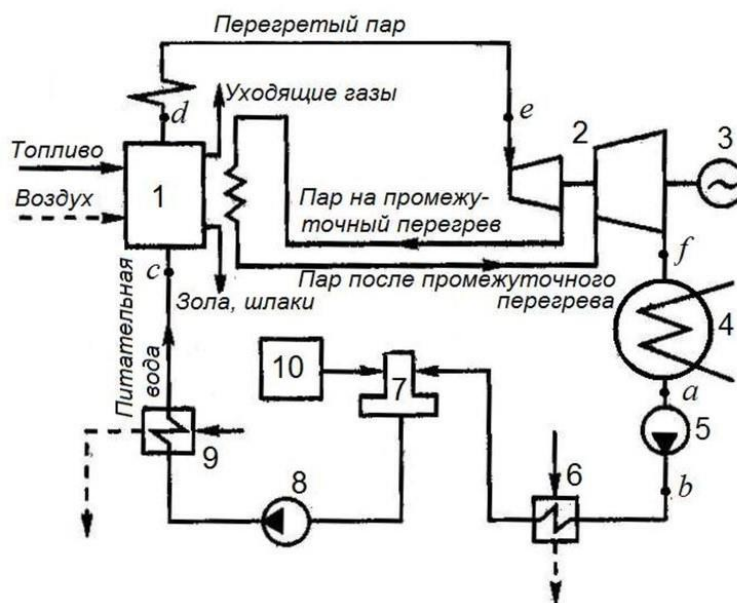 Перегретый пар
d
Уходящие газы
e
2
3
Топливо
1
Воздух
Пар на промежу-
точный перегрев
c
f
Зола, шлаки
Пар после промежуточного
перегрева
4
Питательная
вода
10
7
a
5
9
8
6
b